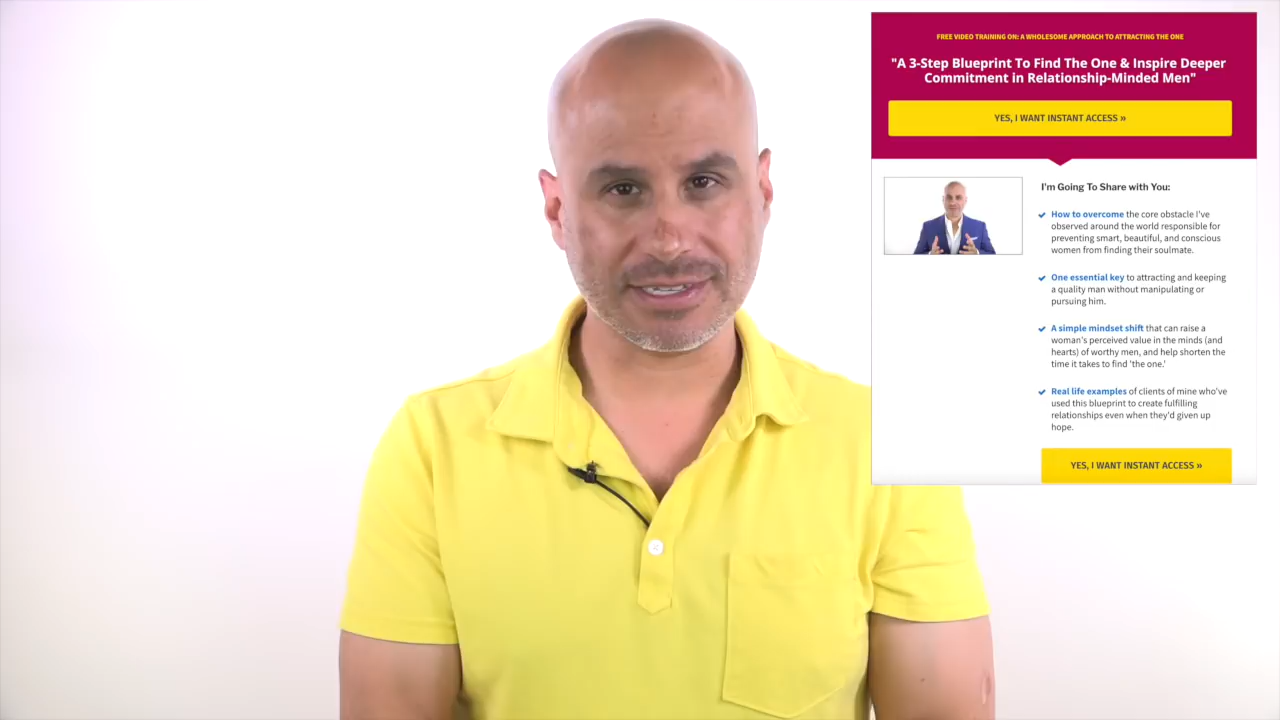 FREE VIDEO TRAINING ON: A WHOLESOME APPROACH TO ATTRACTING THE ONE
"A 3-Step Blueprint To Find The One & Inspire Deeper
Commitment in Relationship-Minded Men"
YES, I WANT INSTANT ACCESS »
I'm Going To Share with You:
How to overcome the core obstacle I've
observed around the world responsible for
preventing smart, beautiful, and conscious
women from finding their soulmate.
One essential key to attracting and keeping
a quality man without manipulating or
pursuing him.
A simple mindset shift that can raise a
woman's perceived value in the minds (and
hearts) of worthy men, and help shorten the
time it takes to find 'the one.'
Real life examples of clients of mine who've
used this blueprint to create fulfilling
relationships even when they'd given up
hope.
YES, I WANT INSTANT ACCESS »